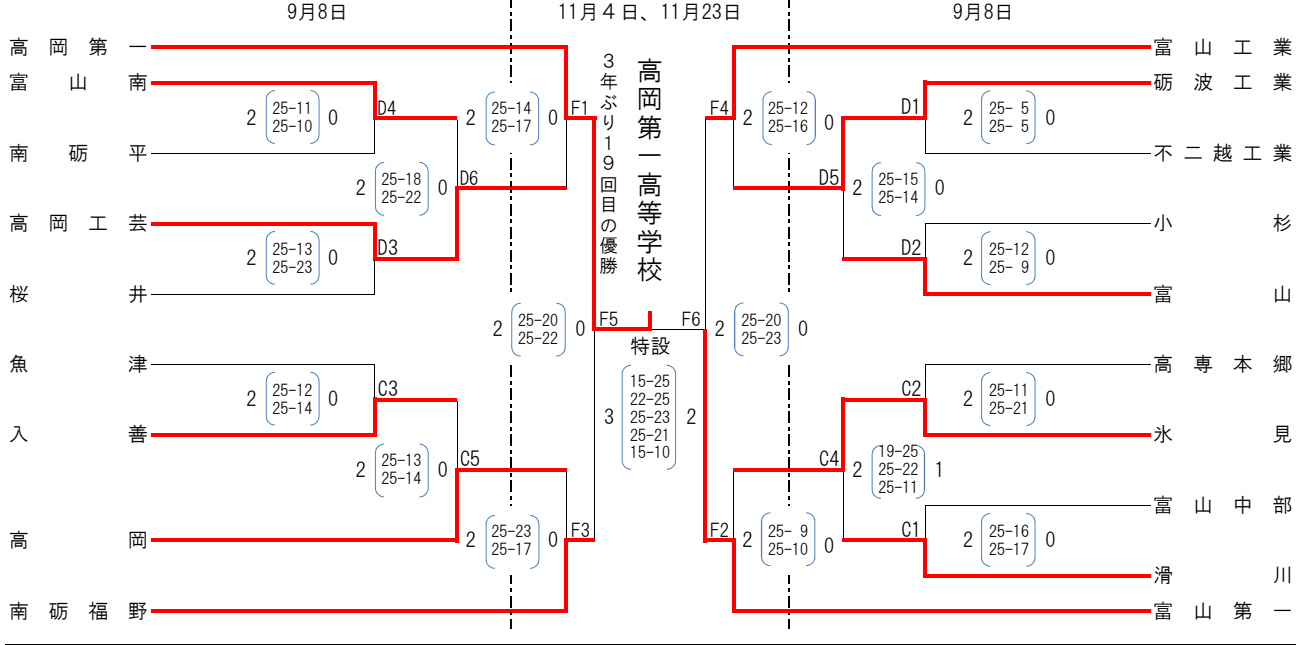 9月8日
11月４日、11月23日
9月8日
高岡第一
富山南
南砺平
高岡工芸
桜井
魚津
入善
高岡
南砺福野
D4
2 25-11 0
25-10
D3
2 25-13 0
25-23
C3
2 25-12 0
25-14
D6
2 25-18 0
25-22
C5
2 25-13 0
25-14
F1
2 25-14 0
25-17
F3
2 25-23 0
25-17
F5
2 25-20 0
25-22
３年ぶり１９回目の優勝
高岡第一高等学校
特設
3 15-25 2
22-25
25-23
25-21
15-10
F6
2 25-20 0
25-23
F4
2 25-12 0
25-16
F2
2 25- 9 0
25-10
D5
2 25-15 0
25-14
C4
2 19-25 1
25-22
25-11
D1
2 25- 5 0
25- 5
D2
2 25-12 0
25- 9
C2
2 25-11 0
25-21
C1
2 25-16 0
25-17
富山工業
砺波工業
不二越工業
小杉
富山
高専本郷
氷見
富山中部
滑川
富山第一